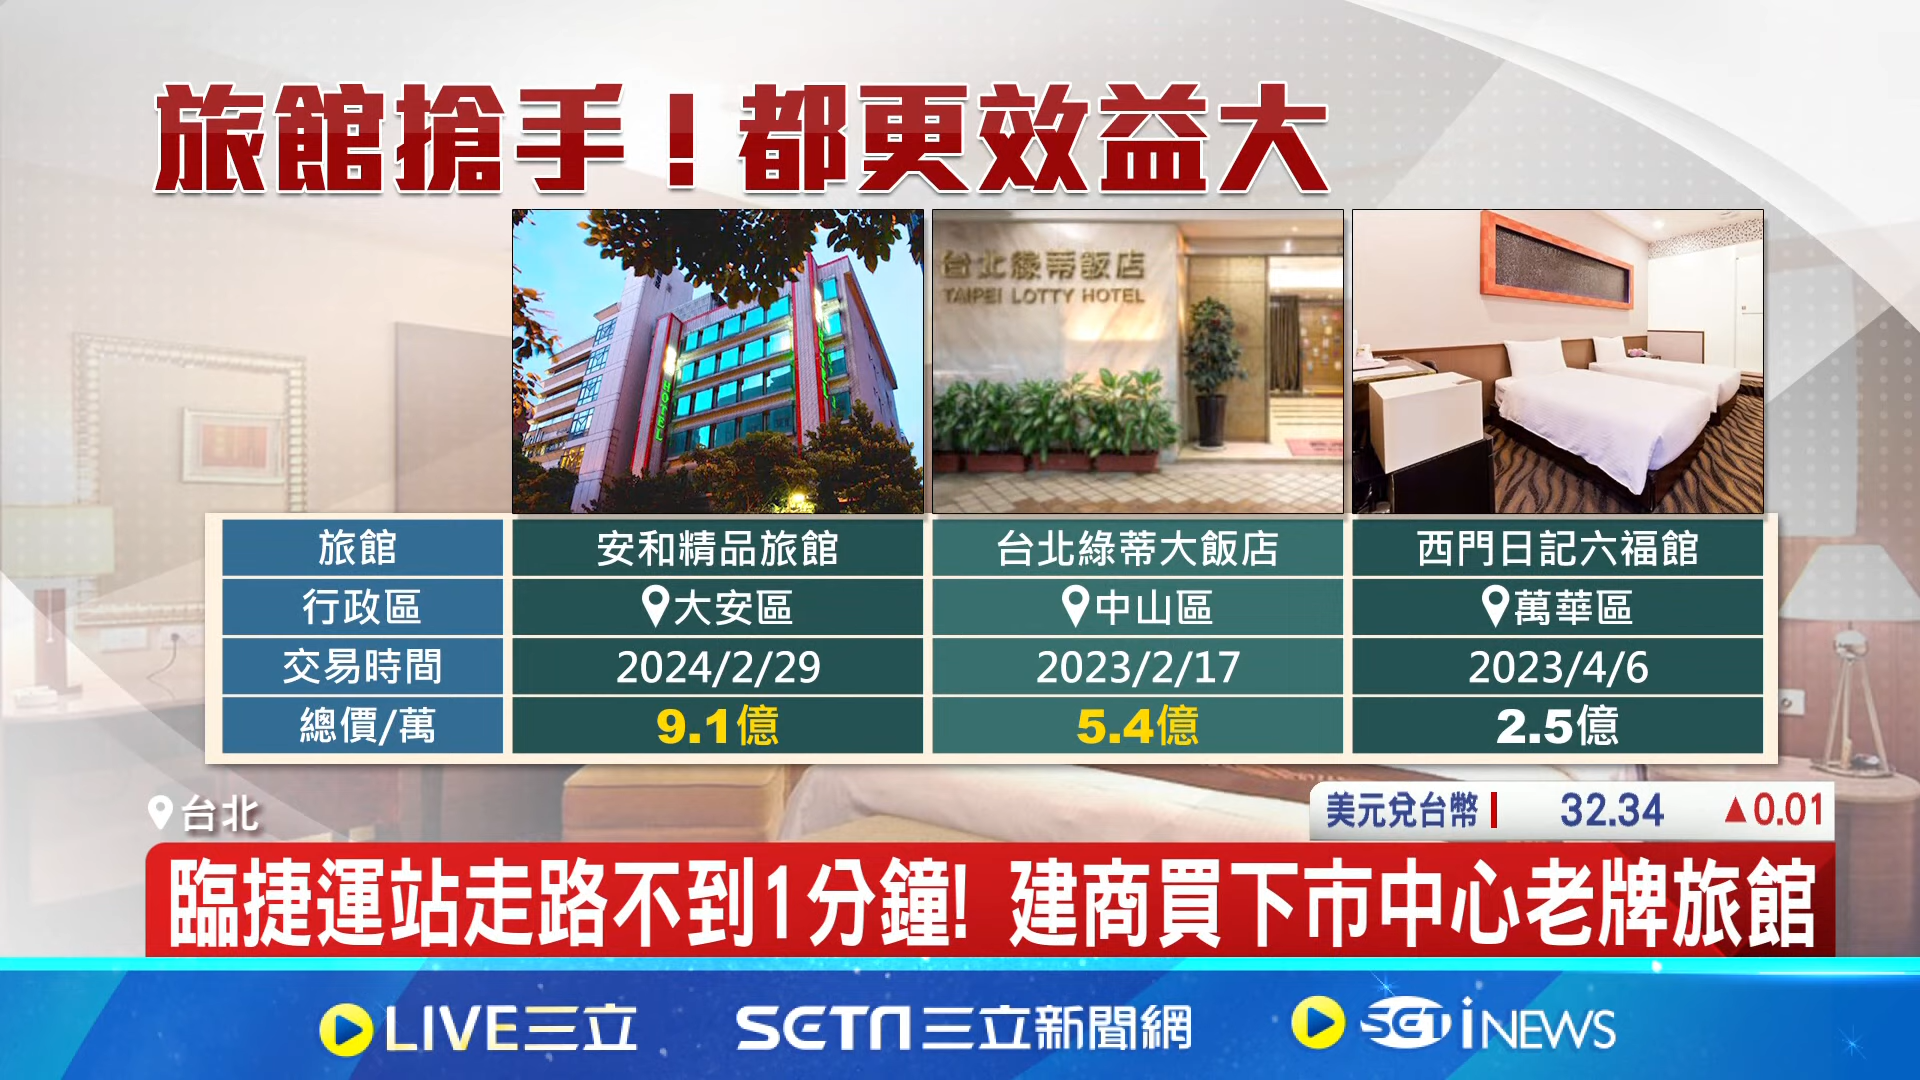 旅館搶手!都更效益大
台北綠蒂飯店
TAIPEI LOTTY HOTEL
HOTEL
旅館 安和精品旅館 台北綠蒂大飯店 西門日記六福館
行政區 大安區 中山區 萬華區
交易時間 2024/2/29 2023/2/17 2023/4/6
總價/萬 9.1億 5.4億 2.5億
台北
美元兌台幣 32.34 ▲0.01
臨捷運站走路不到1分鐘! 建商買下市中心老牌旅館
LIVE三立 SETN三立新聞網 SET iNEWS